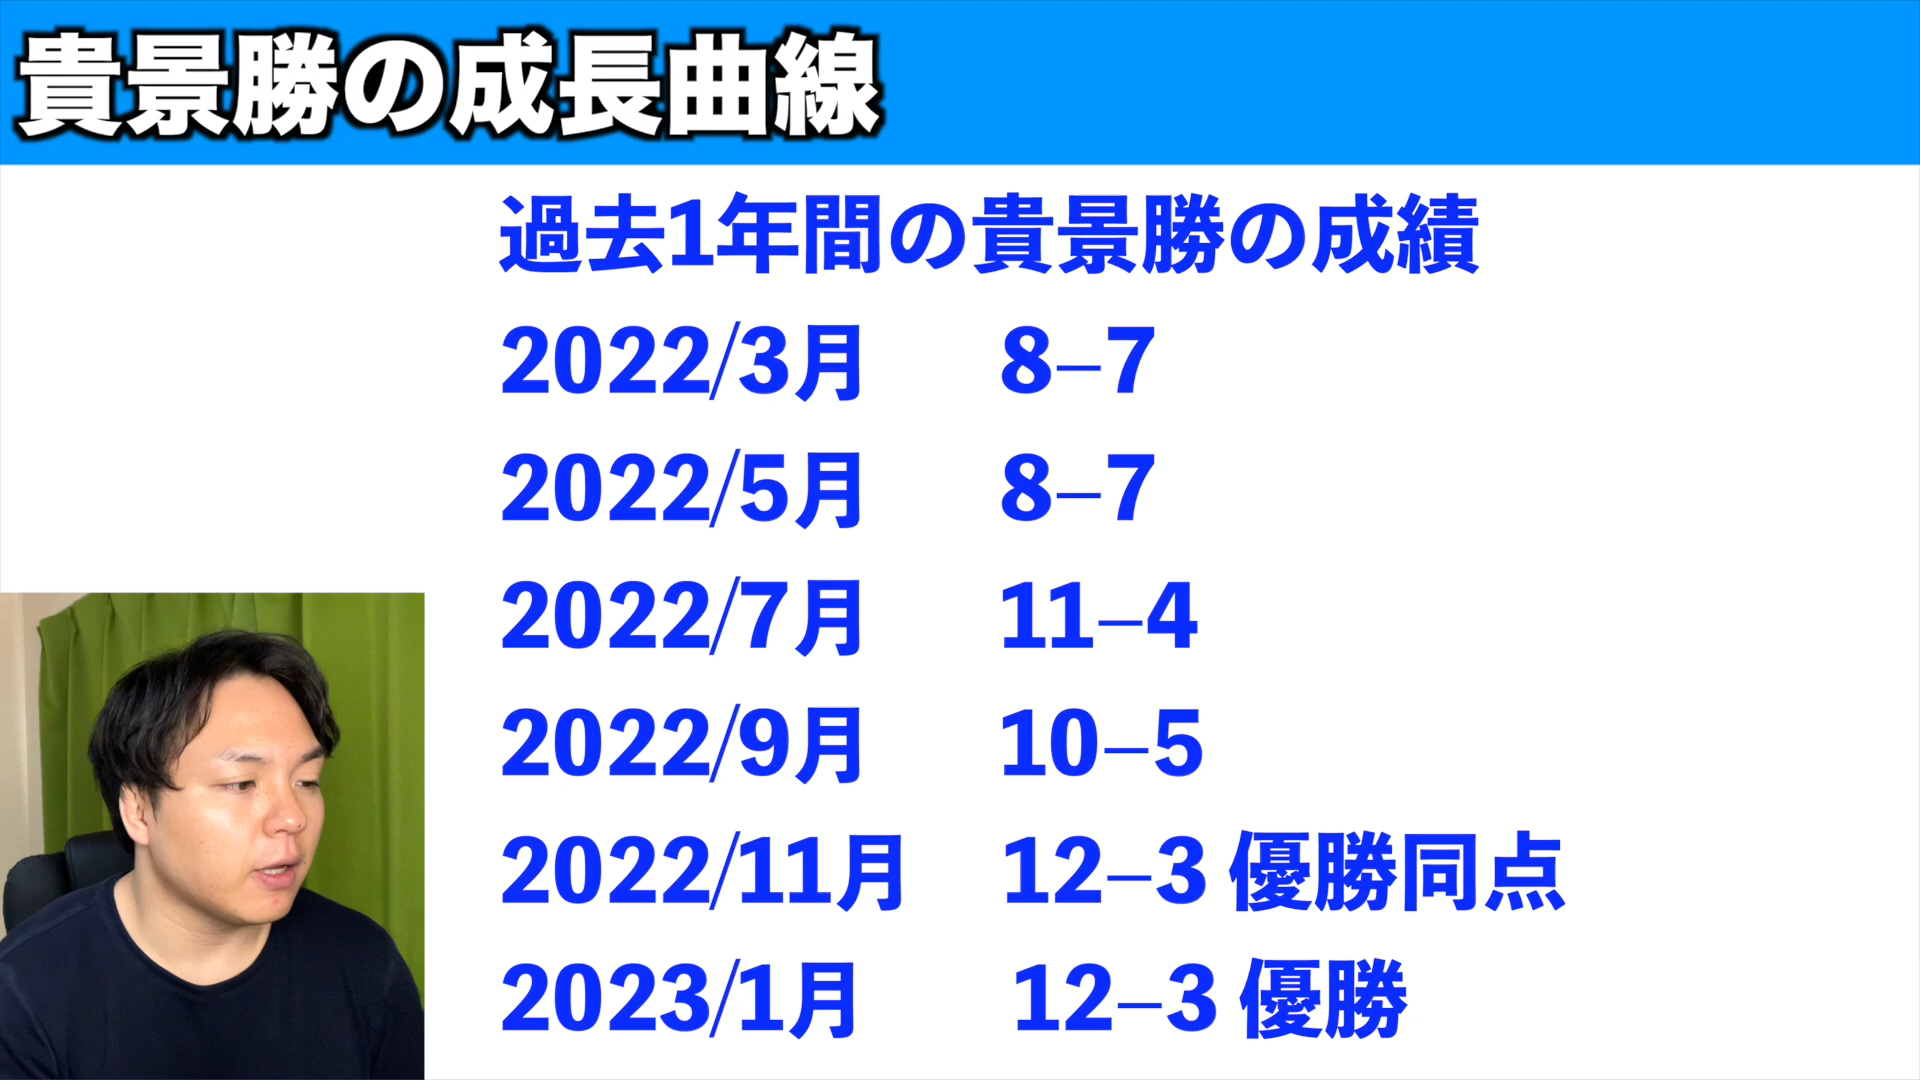 貴景勝の成長曲線
過去1年間の貴景勝の成績
2022/3月 8–7
2022/5月 8–7
2022/7月 11–4
2022/9月 10–5
2022/11月 12–3 優勝同点
2023/1月 12–3 優勝